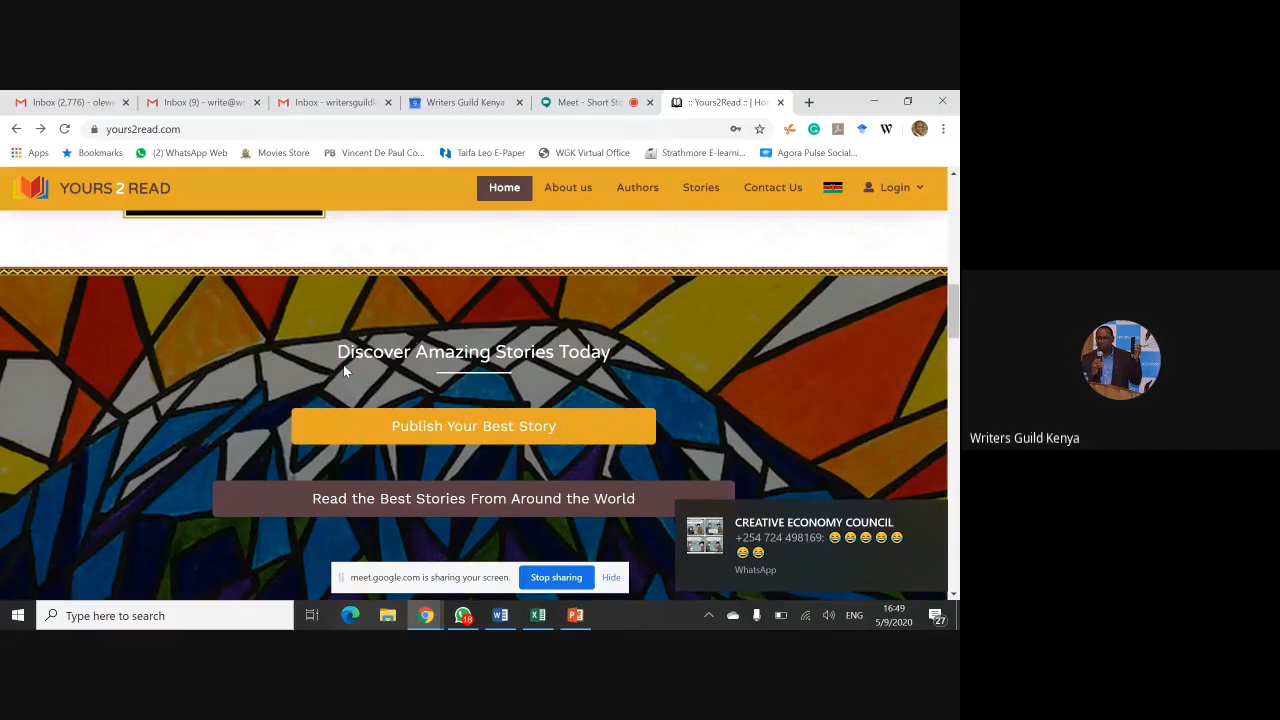 Inbox (2,776) - olew
Inbox (9) - write@w
Inbox - writersguildk
Writers Guild Kenya
Meet - Short Sto
:: Yours2Read :: | Ho
yours2read.com
Apps
Bookmarks
(2) WhatsApp Web
Movies Store
PB Vincent De Paul Co...
Taifa Leo E-Paper
WGK Virtual Office
Strathmore E-learni...
Agora Pulse Social...
W
YOURS 2 READ
Home
About us
Authors
Stories
Contact Us
Login
Discover Amazing Stories Today
Publish Your Best Story
Read the Best Stories From Around the World
CREATIVE ECONOMY COUNCIL
+254 724 498169: 😂😂😂😂😂
😂😂
WhatsApp
meet.google.com is sharing your screen.
Stop sharing
Hide
Type here to search
18
ENG
16:49
5/9/2020
27
Writers Guild Kenya